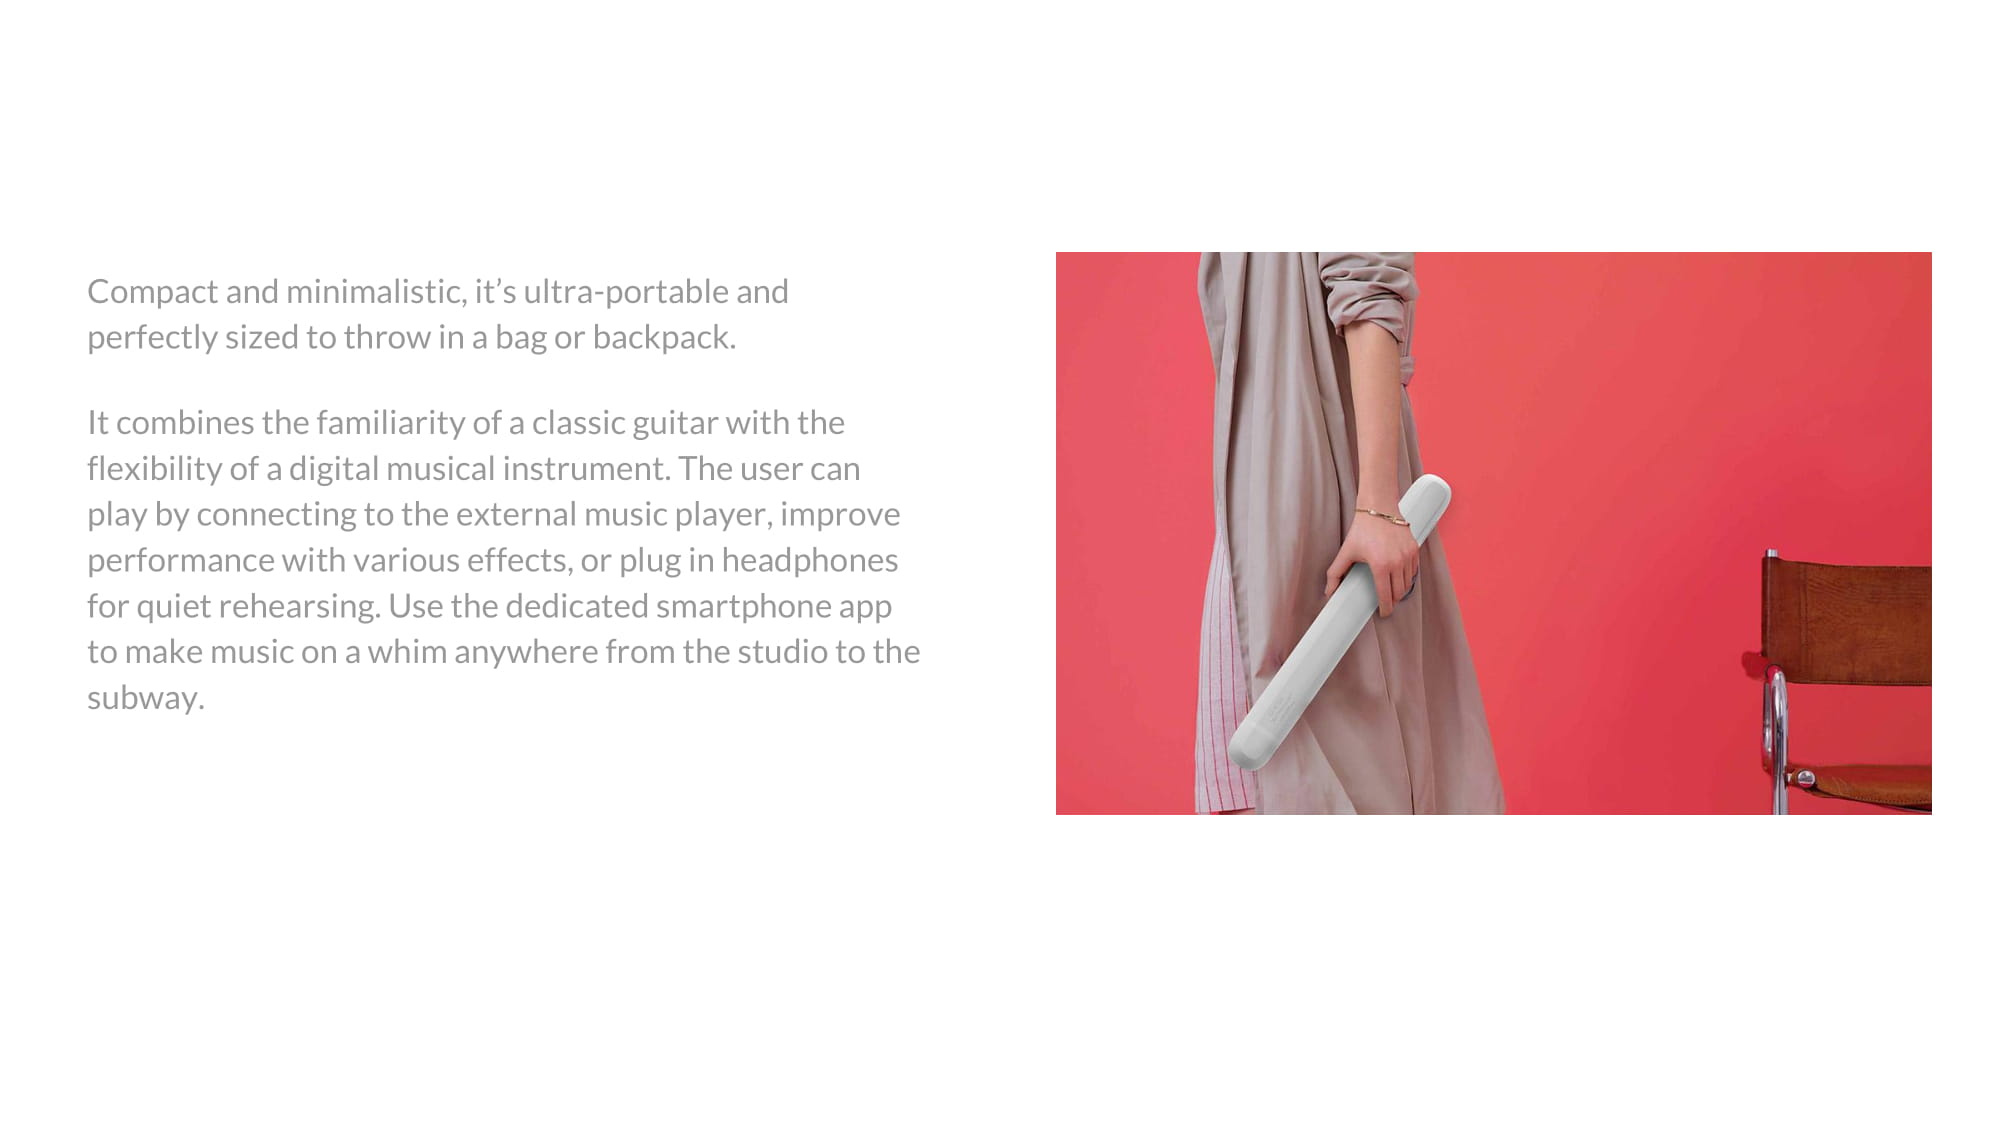 Compact and minimalistic, it’s ultra-portable and
perfectly sized to throw in a bag or backpack.
It combines the familiarity of a classic guitar with the
flexibility of a digital musical instrument. The user can
play by connecting to the external music player, improve
performance with various effects, or plug in headphones
for quiet rehearsing. Use the dedicated smartphone app
to make music on a whim anywhere from the studio to the
subway.